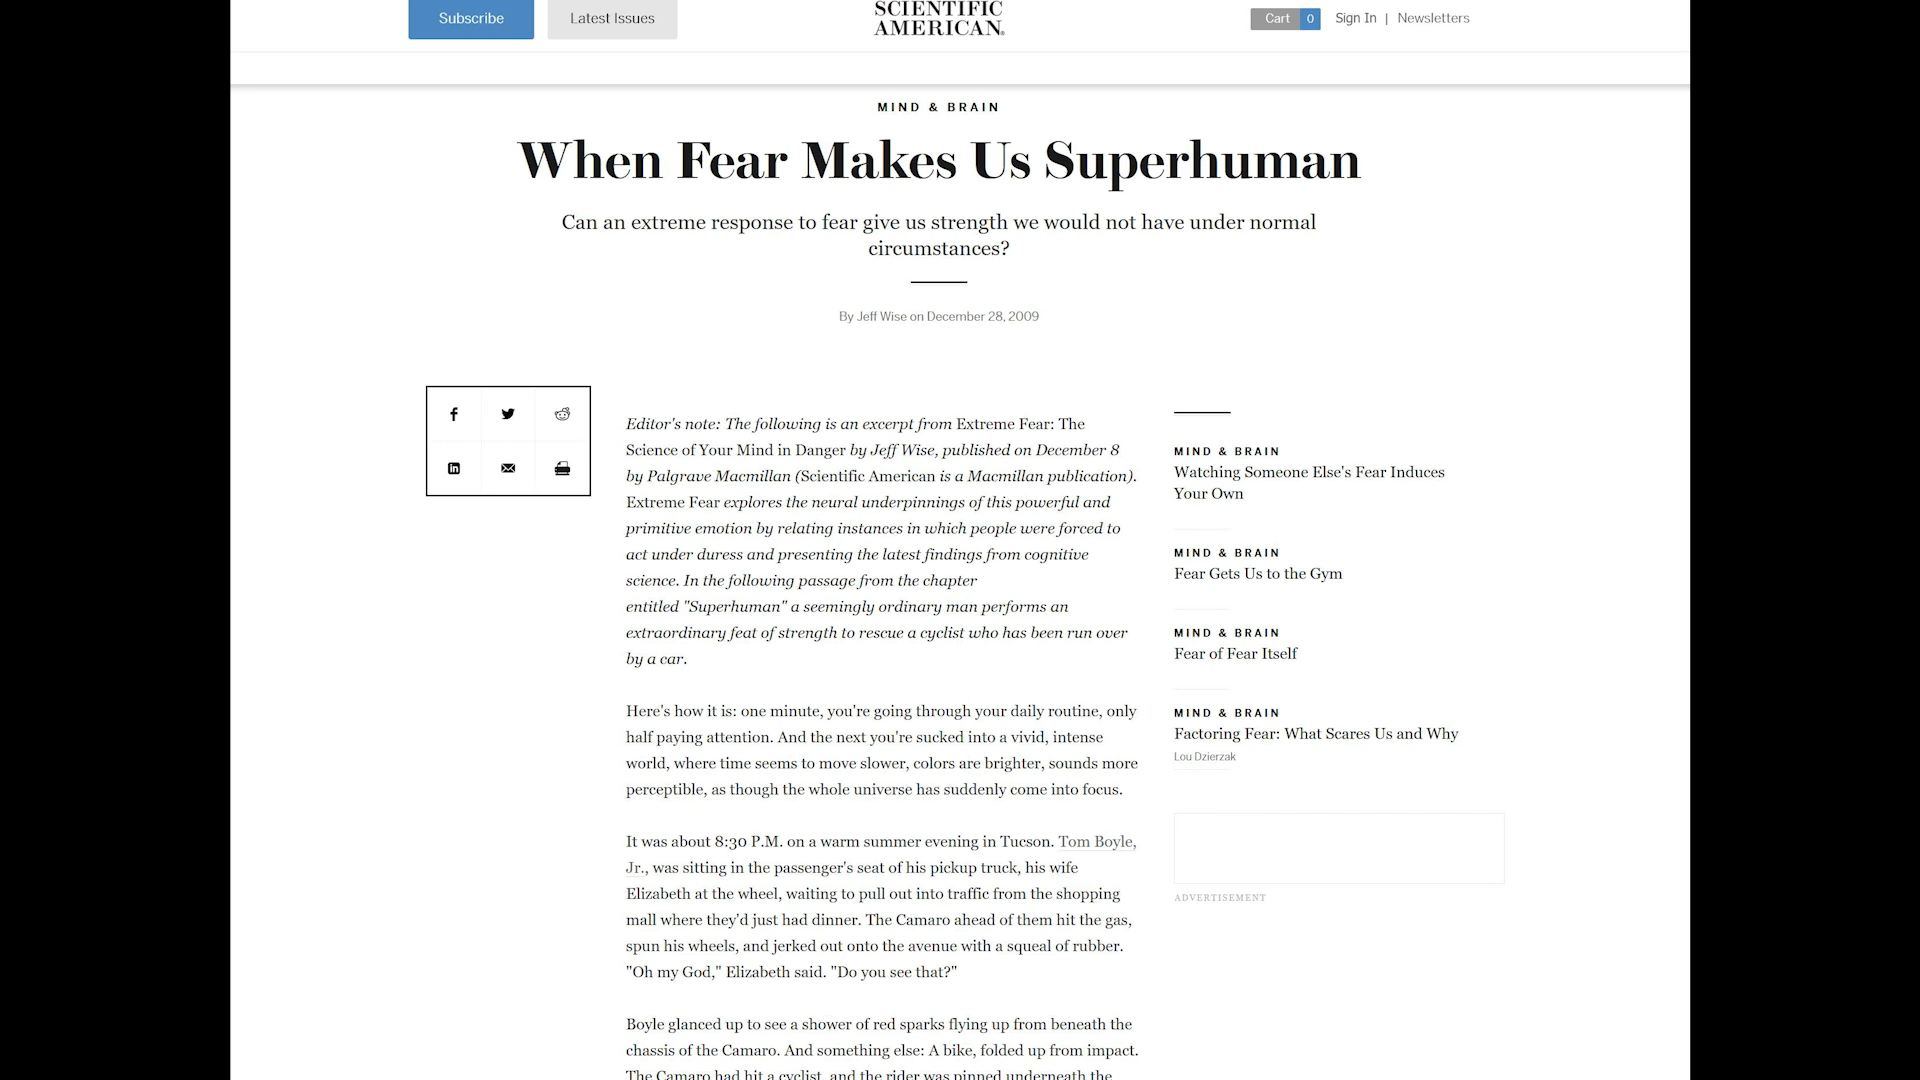 Subscribe
Latest Issues
SCIENTIFIC
AMERICAN®
Cart 0
Sign In | Newsletters
MIND & BRAIN
When Fear Makes Us Superhuman
Can an extreme response to fear give us strength we would not have under normal
circumstances?
By Jeff Wise on December 28, 2009
Editor's note: The following is an excerpt from Extreme Fear: The
Science of Your Mind in Danger by Jeff Wise, published on December 8
by Palgrave Macmillan (Scientific American is a Macmillan publication).
Extreme Fear explores the neural underpinnings of this powerful and
primitive emotion by relating instances in which people were forced to
act under duress and presenting the latest findings from cognitive
science. In the following passage from the chapter
entitled "Superhuman" a seemingly ordinary man performs an
extraordinary feat of strength to rescue a cyclist who has been run over
by a car.
Here's how it is: one minute, you're going through your daily routine, only
half paying attention. And the next you're sucked into a vivid, intense
world, where time seems to move slower, colors are brighter, sounds more
perceptible, as though the whole universe has suddenly come into focus.
It was about 8:30 P.M. on a warm summer evening in Tucson. Tom Boyle,
Jr., was sitting in the passenger's seat of his pickup truck, his wife
Elizabeth at the wheel, waiting to pull out into traffic from the shopping
mall where they'd just had dinner. The Camaro ahead of them hit the gas,
spun his wheels, and jerked out onto the avenue with a squeal of rubber.
"Oh my God," Elizabeth said. "Do you see that?"
Boyle glanced up to see a shower of red sparks flying up from beneath the
chassis of the Camaro. And something else: A bike, folded up from impact.
The Camaro had hit a cyclist, and the rider was pinned underneath the
MIND & BRAIN
Watching Someone Else's Fear Induces
Your Own
MIND & BRAIN
Fear Gets Us to the Gym
MIND & BRAIN
Fear of Fear Itself
MIND & BRAIN
Factoring Fear: What Scares Us and Why
Lou Dzierzak
ADVERTISEMENT